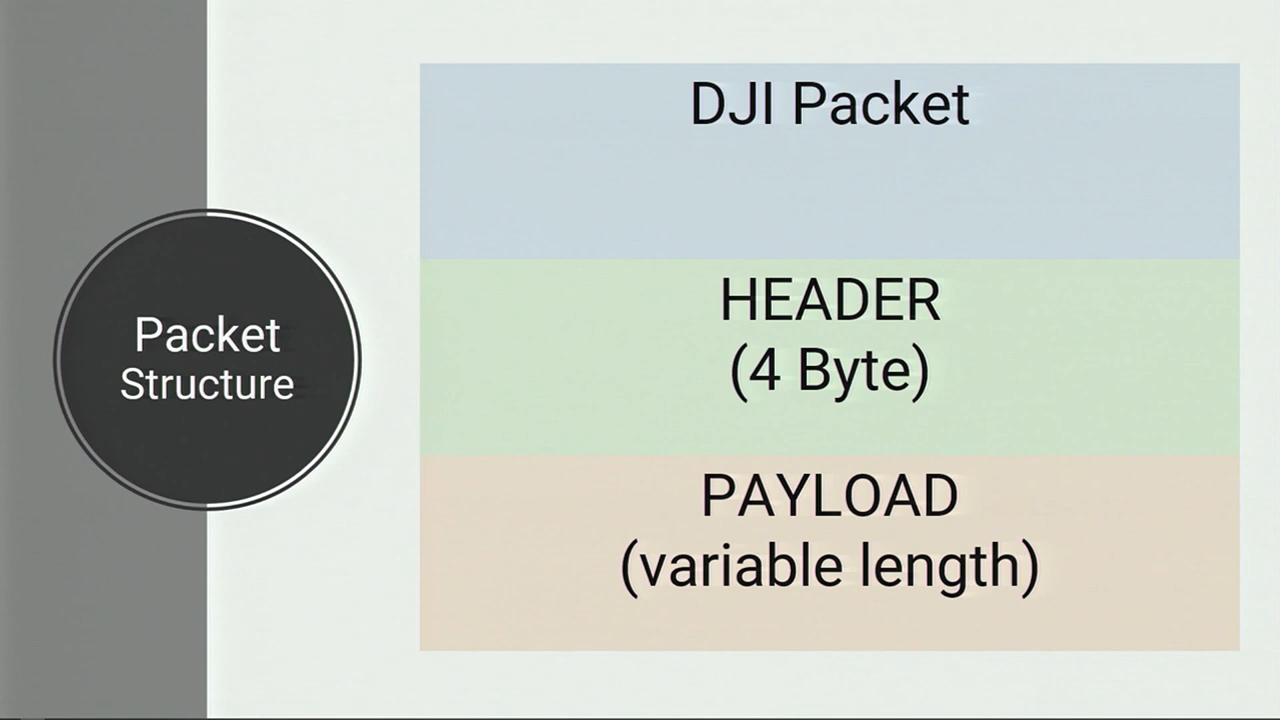 Packet
Structure
DJI Packet
HEADER
(4 Byte)
PAYLOAD
(variable length)